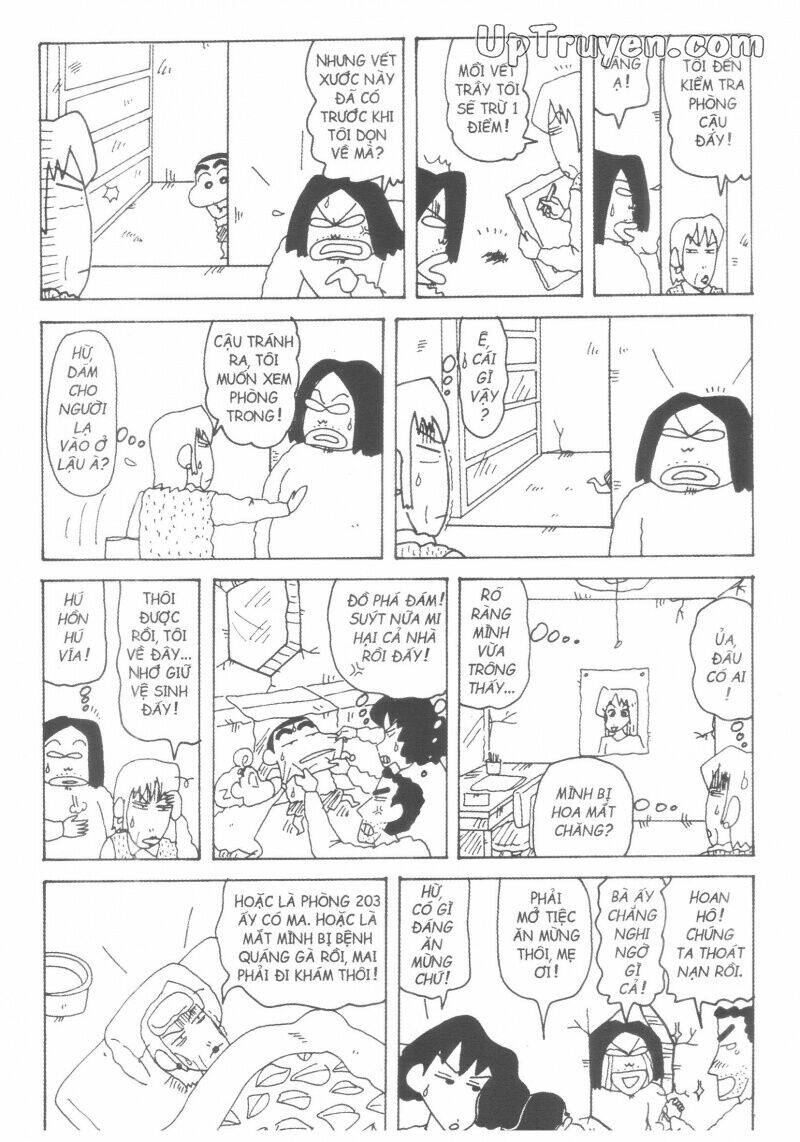 UpTruyen.com
TÔI ĐẾN
KIỂM TRA
PHÒNG
CẬU
ĐẤY!
VÂNG
Ạ!
MỖI VẾT
TRẦY TÔI
SẼ TRỪ 1
ĐIỂM!
NHƯNG VẾT
XƯỚC NÀY
ĐÃ CÓ
TRƯỚC KHI
TÔI DỌN
VỀ MÀ?
Ê,
CÁI
GÌ
VẬY
?
CẬU TRÁNH
RA, TÔI
MUỐN XEM
PHÒNG
TRONG!
HỪ,
DÁM
CHO
NGƯỜI
LẠ
VÀO Ở
LẬU À?
ỦA,
ĐÂU
CÓ AI
!
RÕ
RÀNG
MÌNH
VỪA
TRÔNG
THẤY...
MÌNH BỊ
HOA MẮT
CHĂNG?
ĐỒ PHÁ ĐÁM!
SUÝT NỮA MI
HẠI CẢ NHÀ
RỒI ĐẤY!
THÔI
ĐƯỢC
RỒI, TÔI
VỀ ĐÂY...
NHỚ GIỮ
VỆ SINH
ĐẤY!
HÚ
HỒN
HÚ
VÍA!
HOAN
HÔ!
CHÚNG
TA THOÁT
NẠN RỒI.
BÀ ẤY
CHẲNG
NGHI
NGỜ
GÌ
CẢ!
PHẢI
MỞ TIỆC
ĂN MỪNG
THÔI, MẸ
ƠI!
HỪ,
CÓ GÌ
ĐÁNG
ĂN
MỪNG
CHỨ!
HOẶC LÀ PHÒNG 203
ẤY CÓ MA. HOẶC LÀ
MẮT MÌNH BỊ BỆNH
QUÁNG GÀ RỒI, MAI
PHẢI ĐI KHÁM THÔI!